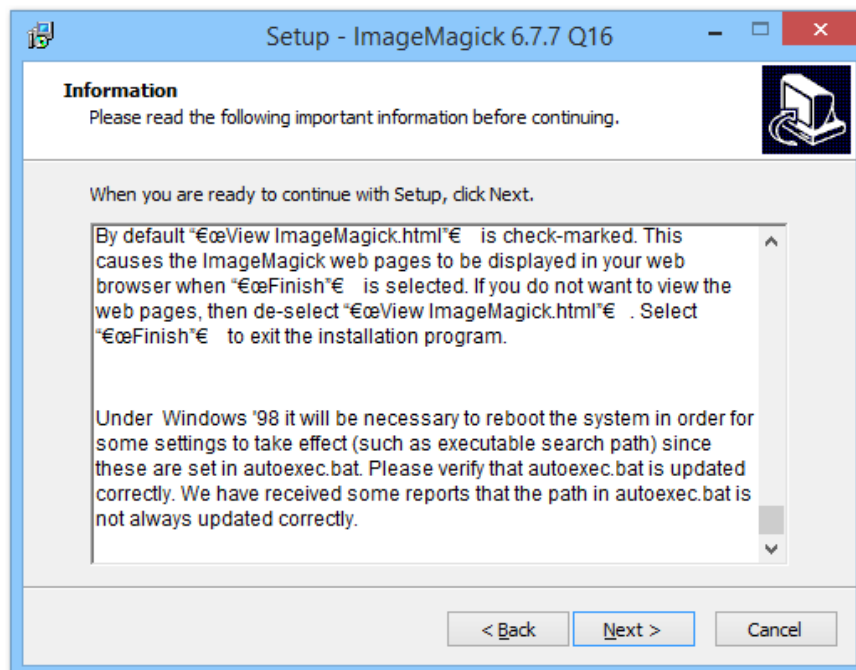 Setup - ImageMagick 6.7.7 Q16
Information
Please read the following important information before continuing.
When you are ready to continue with Setup, click Next.
By default “€œView ImageMagick.html”€ is check-marked. This
causes the ImageMagick web pages to be displayed in your web
browser when “€œFinish”€ is selected. If you do not want to view the
web pages, then de-select “€œView ImageMagick.html”€ . Select
“€œFinish”€ to exit the installation program.
Under Windows '98 it will be necessary to reboot the system in order for
some settings to take effect (such as executable search path) since
these are set in autoexec.bat. Please verify that autoexec.bat is updated
correctly. We have received some reports that the path in autoexec.bat is
not always updated correctly.
< Back Next > Cancel